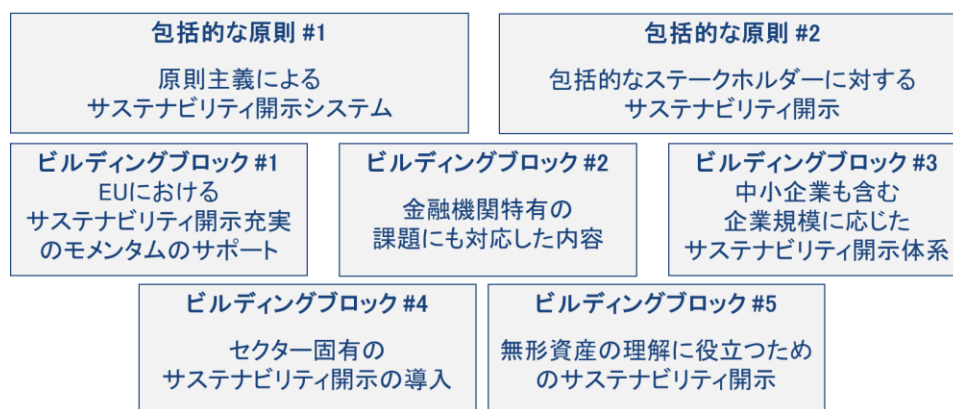 包括的な原則 #1
原則主義による
サステナビリティ開示システム
包括的な原則 #2
包括的なステークホルダーに対する
サステナビリティ開示
ビルディングブロック #1
EUにおける
サステナビリティ開示充実
のモメンタムのサポート
ビルディングブロック #2
金融機関特有の
課題にも対応した内容
ビルディングブロック #3
中小企業も含む
企業規模に応じた
サステナビリティ開示体系
ビルディングブロック #4
セクター固有の
サステナビリティ開示の導入
ビルディングブロック #5
無形資産の理解に役立つため
のサステナビリティ開示